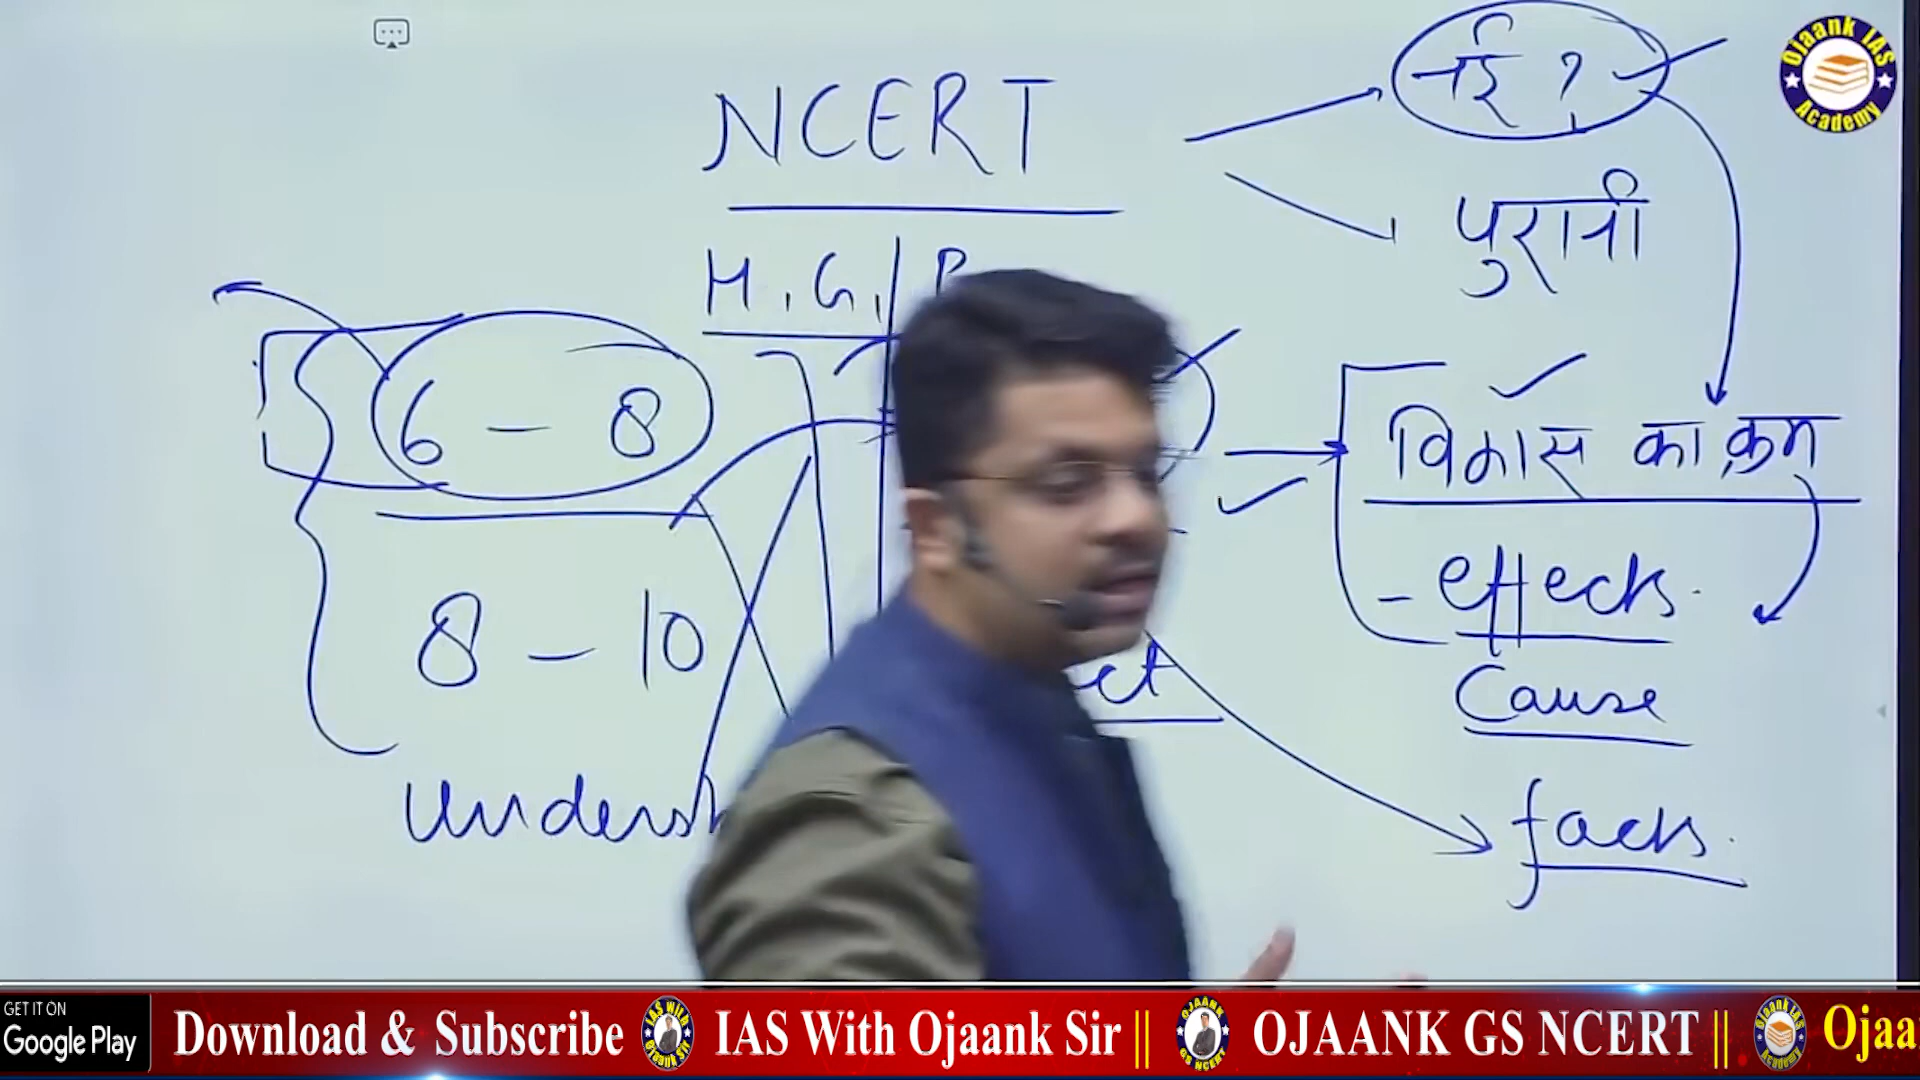 NCERT
नई ?
पुरानी
H, G,
6 - 8
8 - 10
विकास का क्रम
- effects.
Cause
facts.
Ojaank IAS
Academy
GET IT ON
Google Play
Download & Subscribe
IAS With Ojaank Sir ||
OJAANK GS NCERT ||